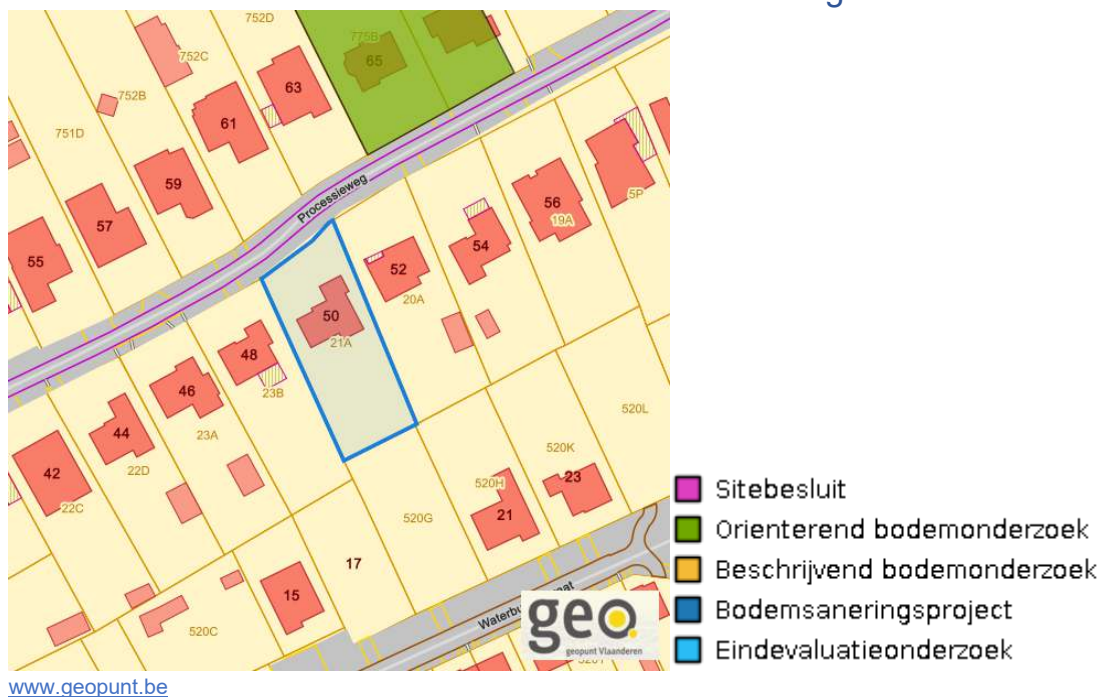 752D
752C
752B
751D
775B
65
63
61
59
57
55
Processieweg
5P
56
19A
54
52
20A
50
21A
48
23B
46
23A
44
22D
42
22C
520L
520K
23
520H
21
520G
17
15
520C
geo
geopunt Vlaanderen
Sitebesluit
Orienterend bodemonderzoek
Beschrijvend bodemonderzoek
Bodemsaneringsproject
Eindevaluatieonderzoek
www.geopunt.be